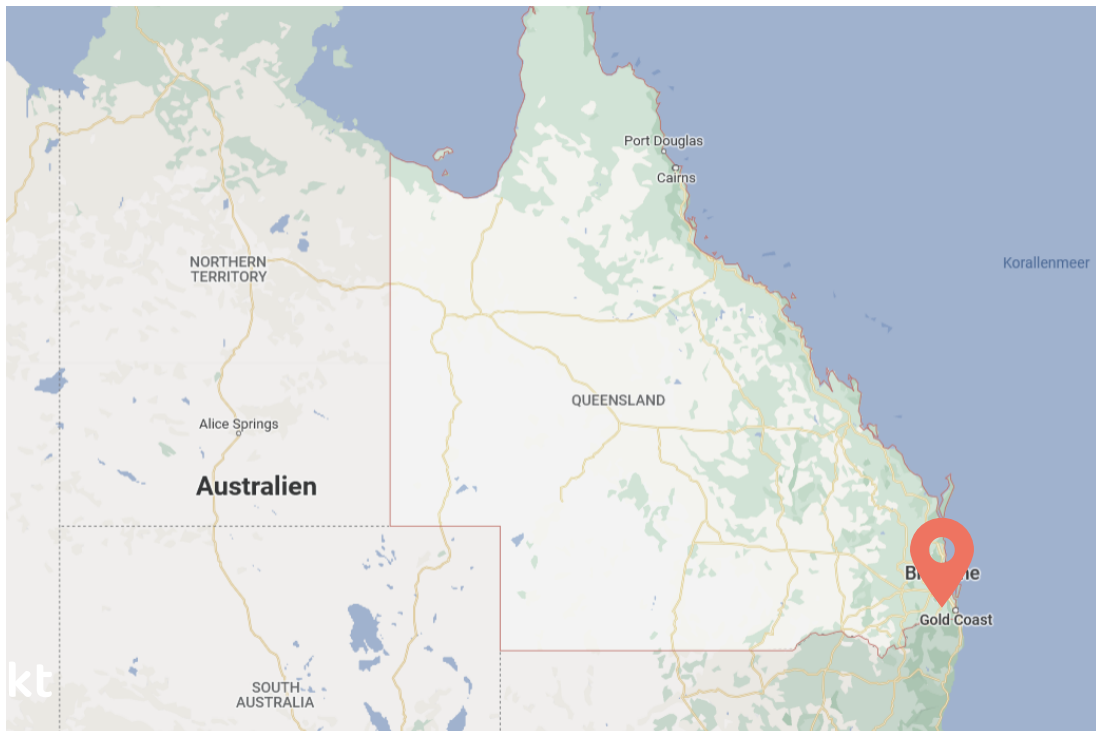 Port Douglas
Cairns
Korallenmeer
NORTHERN
TERRITORY
QUEENSLAND
Alice Springs
Australien
Gold Coast
kt
SOUTH
AUSTRALIA